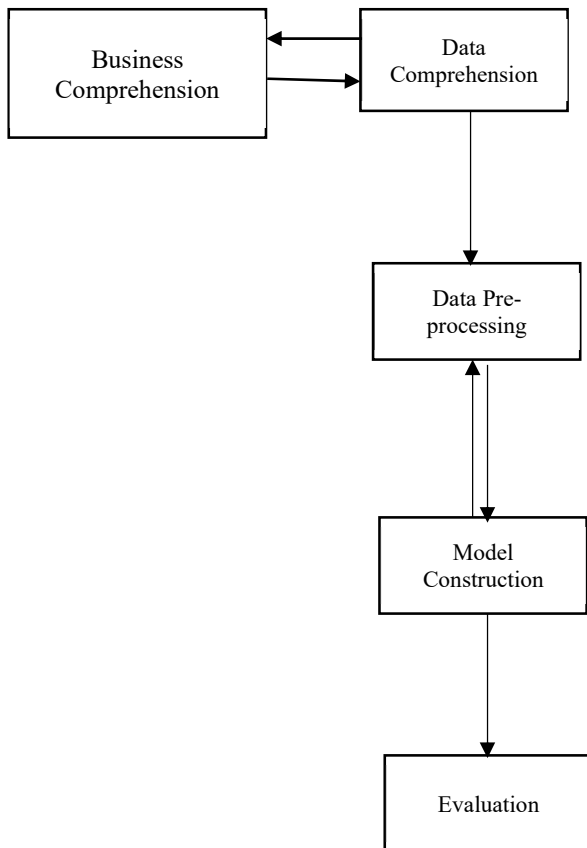 Business
Comprehension
Data
Comprehension
Data Pre-
processing
Model
Construction
Evaluation